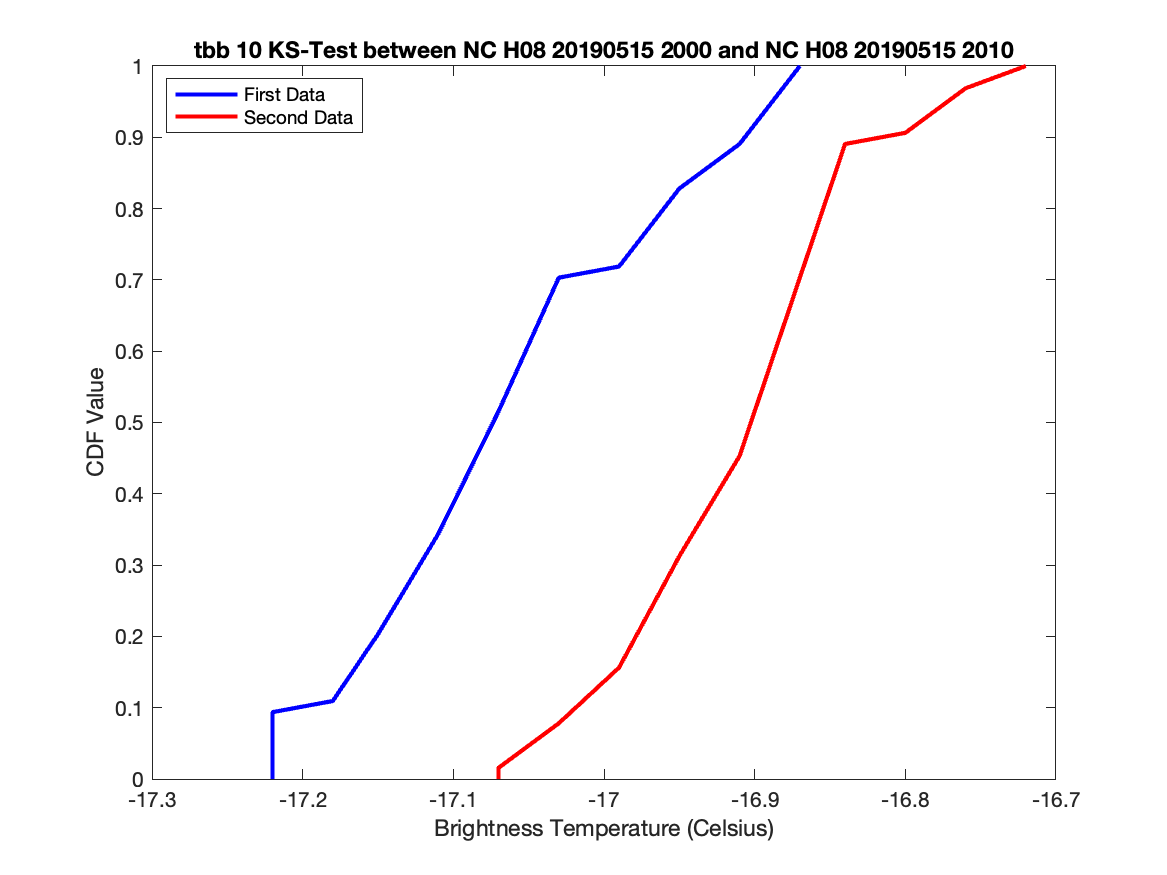 tbb 10 KS-Test between NC H08 20190515 2000 and NC H08 20190515 2010
First Data
Second Data
1
0.9
0.8
0.7
0.6
0.5
0.4
0.3
0.2
0.1
0
CDF Value
-17.3 -17.2 -17.1 -17 -16.9 -16.8 -16.7
Brightness Temperature (Celsius)